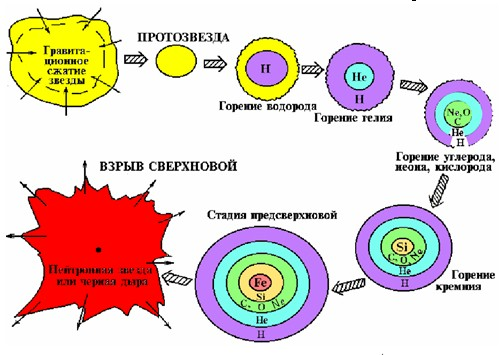 Гравита-
ционное
сжатие
звезды
ПРОТОЗВЕЗДА
H
Горение водорода
He
H
Горение гелия
Ne,O
C
He
H
Горение углерода,
неона, кислорода
Si
C, O, Ne
He
H
Горение
кремния
Стадия предсверхновой
Fe
Si
C, O Ne
He
H
ВЗРЫВ СВЕРХНОВОЙ
Нейтронная звезда
или черная дыра